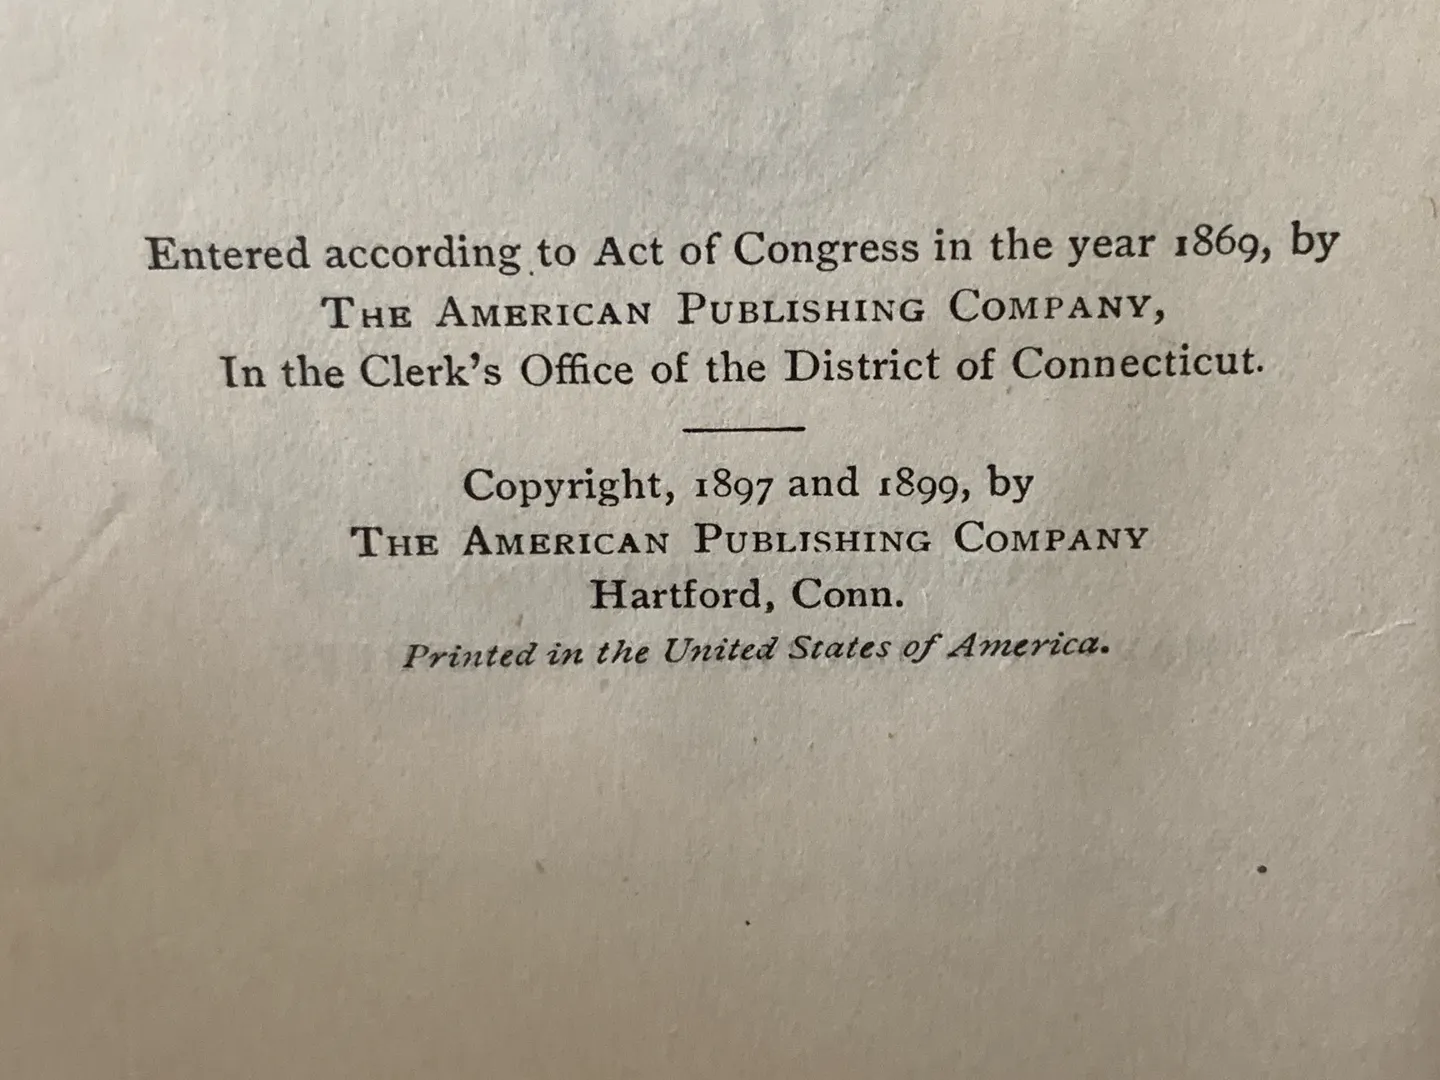 Entered according to Act of Congress in the year 1869, by
THE AMERICAN PUBLISHING COMPANY,
In the Clerk's Office of the District of Connecticut.
Copyright, 1897 and 1899, by
THE AMERICAN PUBLISHING COMPANY
Hartford, Conn.
Printed in the United States of America.